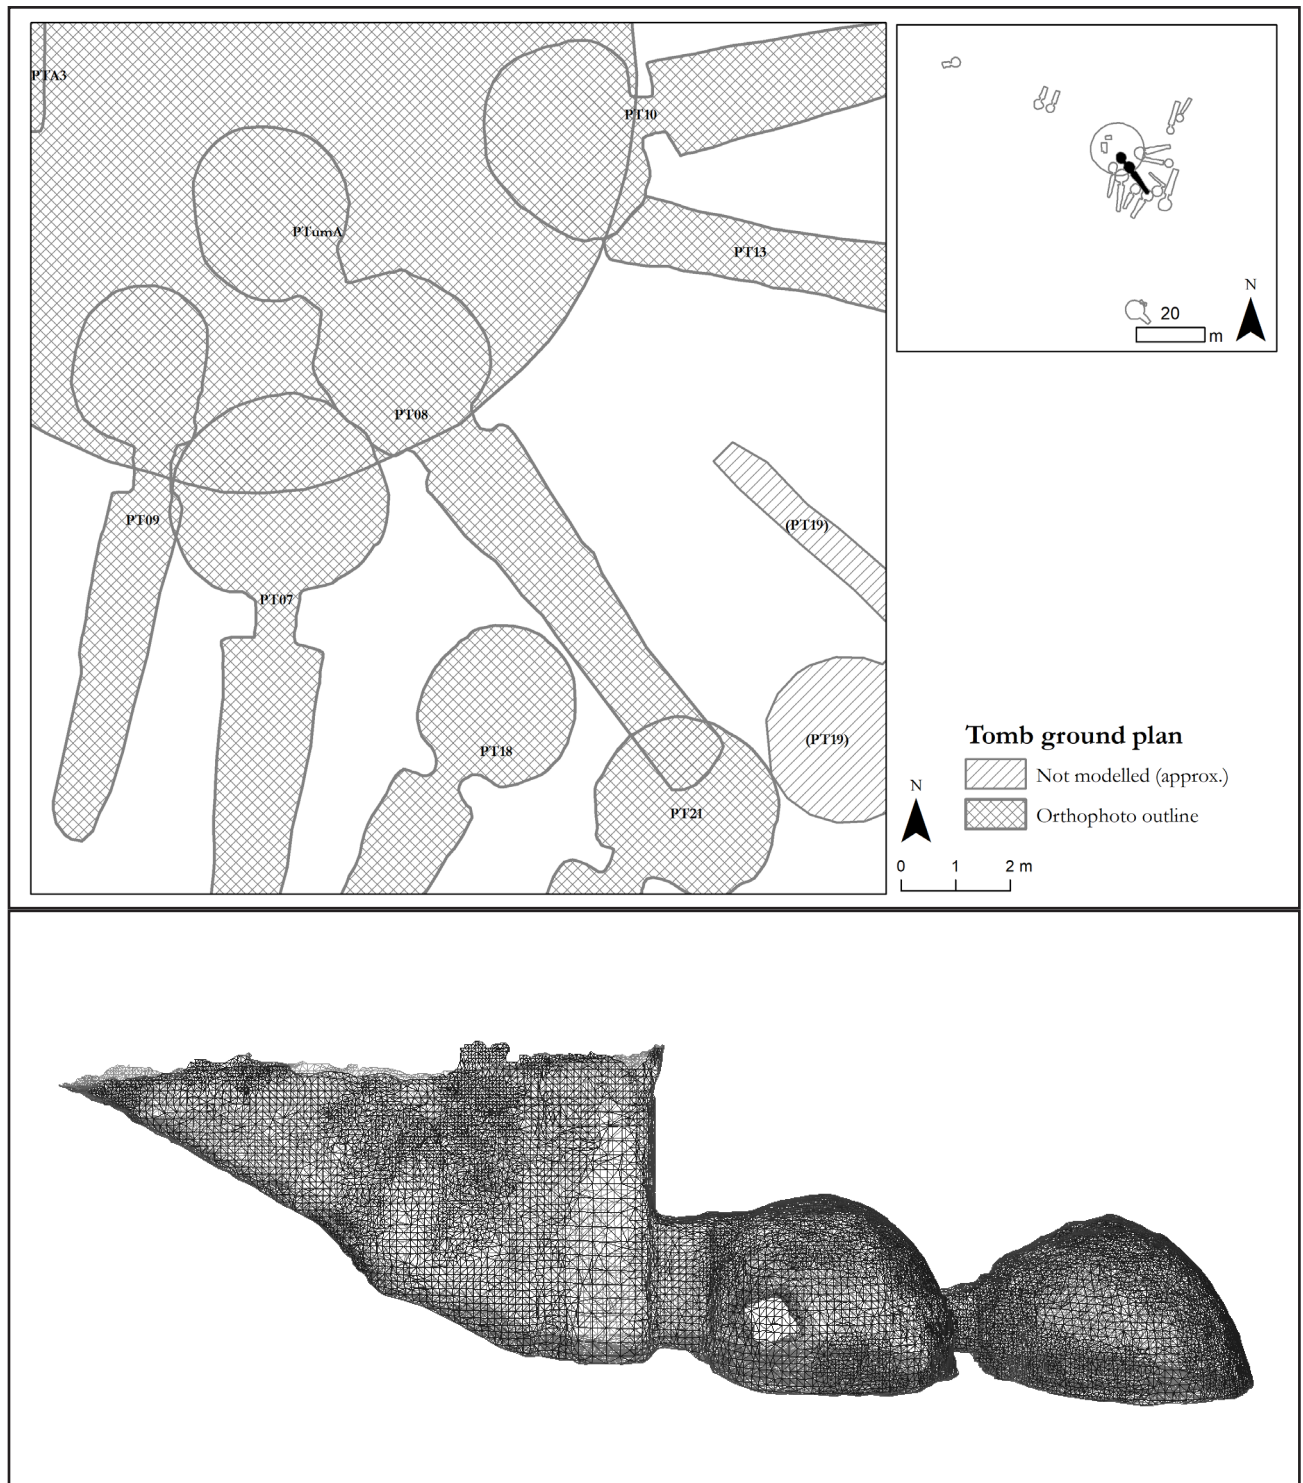 PTA3
PT10
PTumA
PT13
PT08
PT09
(PT19)
PT07
PT18
(PT19)
PT21
N
20
m
Tomb ground plan
Not modelled (approx.)
N
Orthophoto outline
0 1 2 m